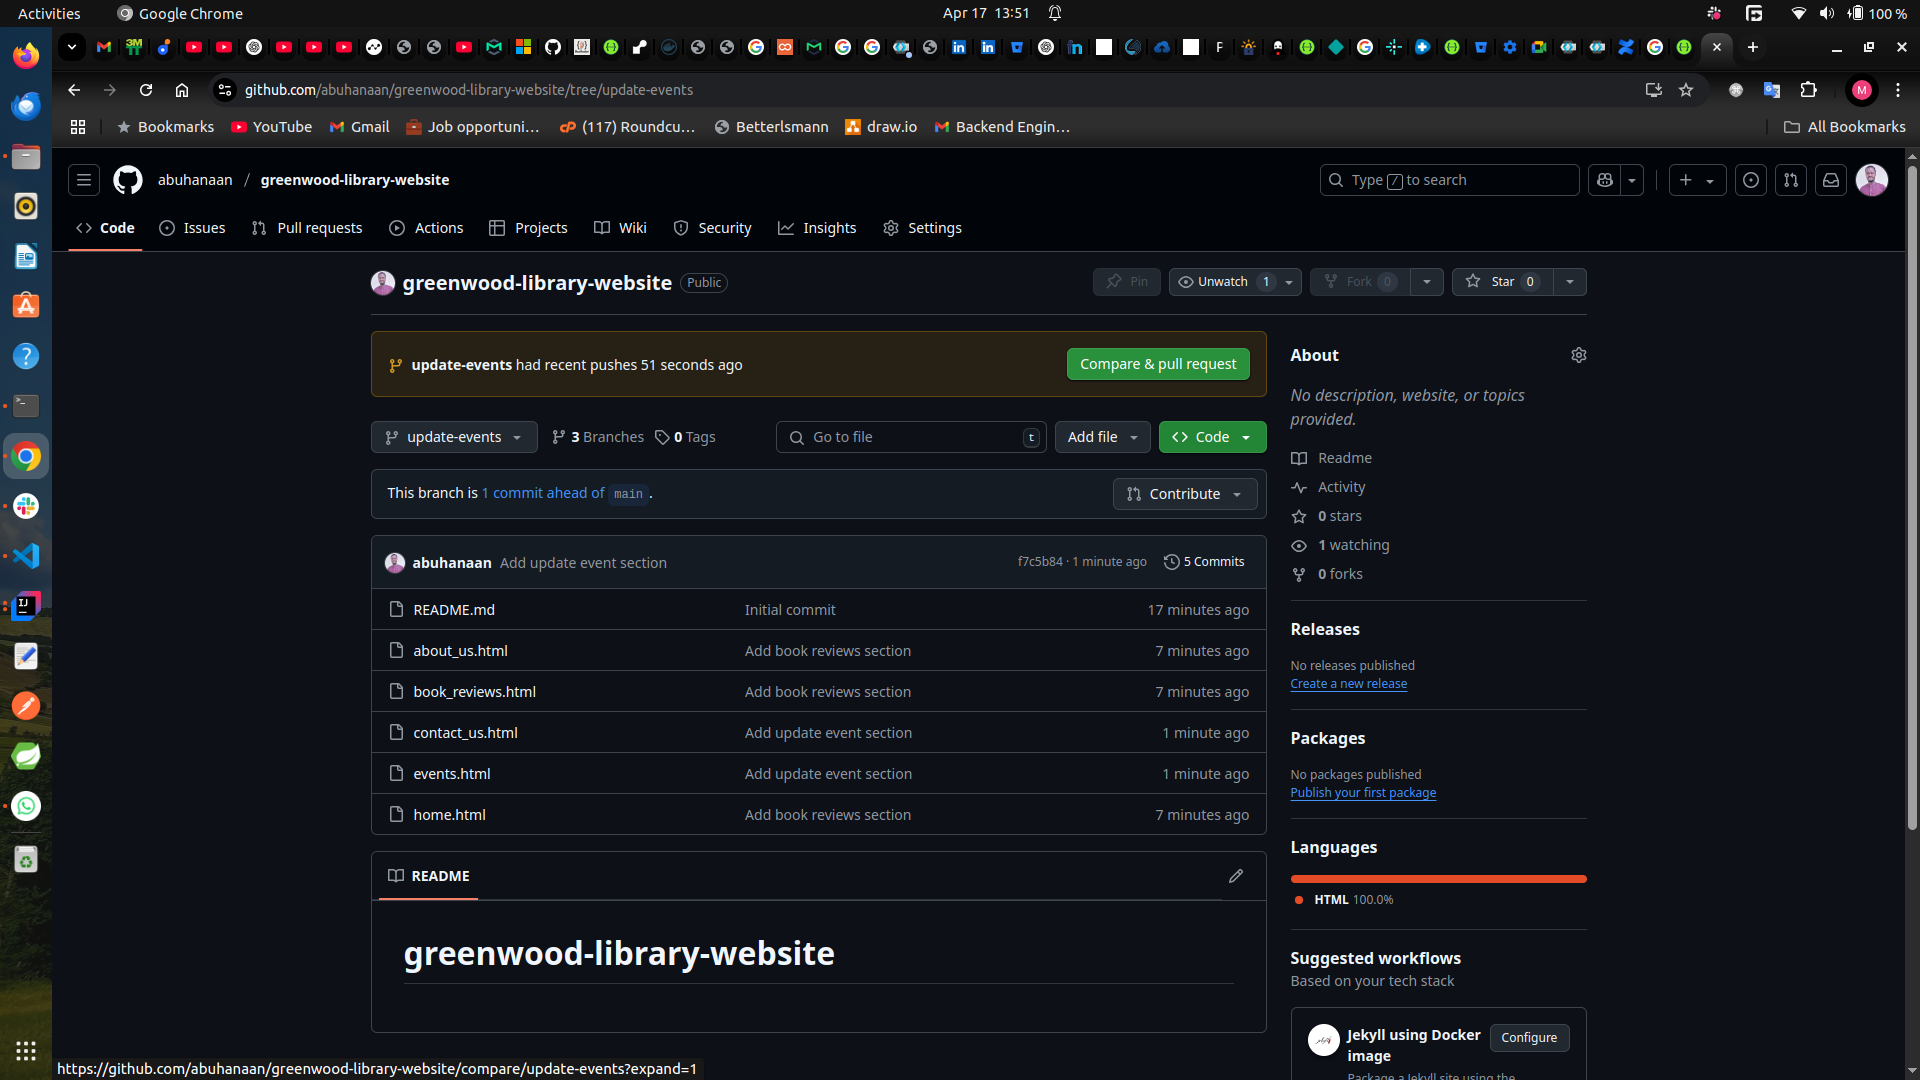 Activities
Google Chrome
Apr 17 13:51
100 %
github.com/abuhanaan/greenwood-library-website/tree/update-events
M
Bookmarks
YouTube
Gmail
Job opportuni...
(117) Roundcu...
Betterlsmann
draw.io
Backend Engin...
All Bookmarks
abuhanaan / greenwood-library-website
Type / to search
Code
Issues
Pull requests
Actions
Projects
Wiki
Security
Insights
Settings
greenwood-library-website Public
Pin
Unwatch 1
Fork 0
Star 0
update-events had recent pushes 51 seconds ago
Compare & pull request
update-events
3 Branches
0 Tags
Go to file t
Add file
Code
This branch is 1 commit ahead of main .
Contribute
abuhanaan Add update event section
f7c5b84 · 1 minute ago
5 Commits
README.md Initial commit 17 minutes ago
about_us.html Add book reviews section 7 minutes ago
book_reviews.html Add book reviews section 7 minutes ago
contact_us.html Add update event section 1 minute ago
events.html Add update event section 1 minute ago
home.html Add book reviews section 7 minutes ago
README
greenwood-library-website
About
No description, website, or topics
provided.
Readme
Activity
0 stars
1 watching
0 forks
Releases
No releases published
Create a new release
Packages
No packages published
Publish your first package
Languages
HTML 100.0%
Suggested workflows
Based on your tech stack
Jekyll using Docker
image
Configure
Package a Jekyll site using the
https://github.com/abuhanaan/greenwood-library-website/compare/update-events?expand=1